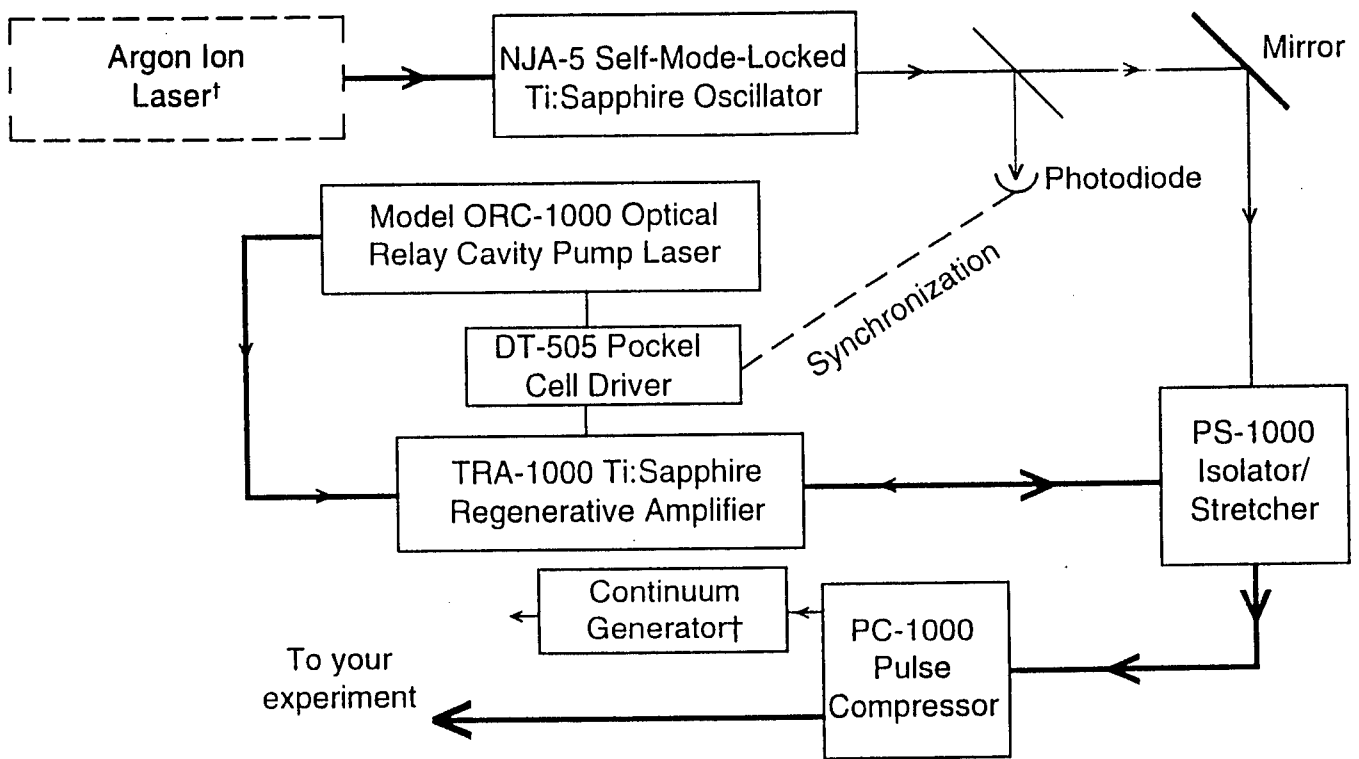 Argon Ion
Laser†
NJA-5 Self-Mode-Locked
Ti:Sapphire Oscillator
Mirror
Photodiode
Model ORC-1000 Optical
Relay Cavity Pump Laser
Synchronization
DT-505 Pockel
Cell Driver
TRA-1000 Ti:Sapphire
Regenerative Amplifier
PS-1000
Isolator/
Stretcher
Continuum
Generator†
PC-1000
Pulse
Compressor
To your
experiment